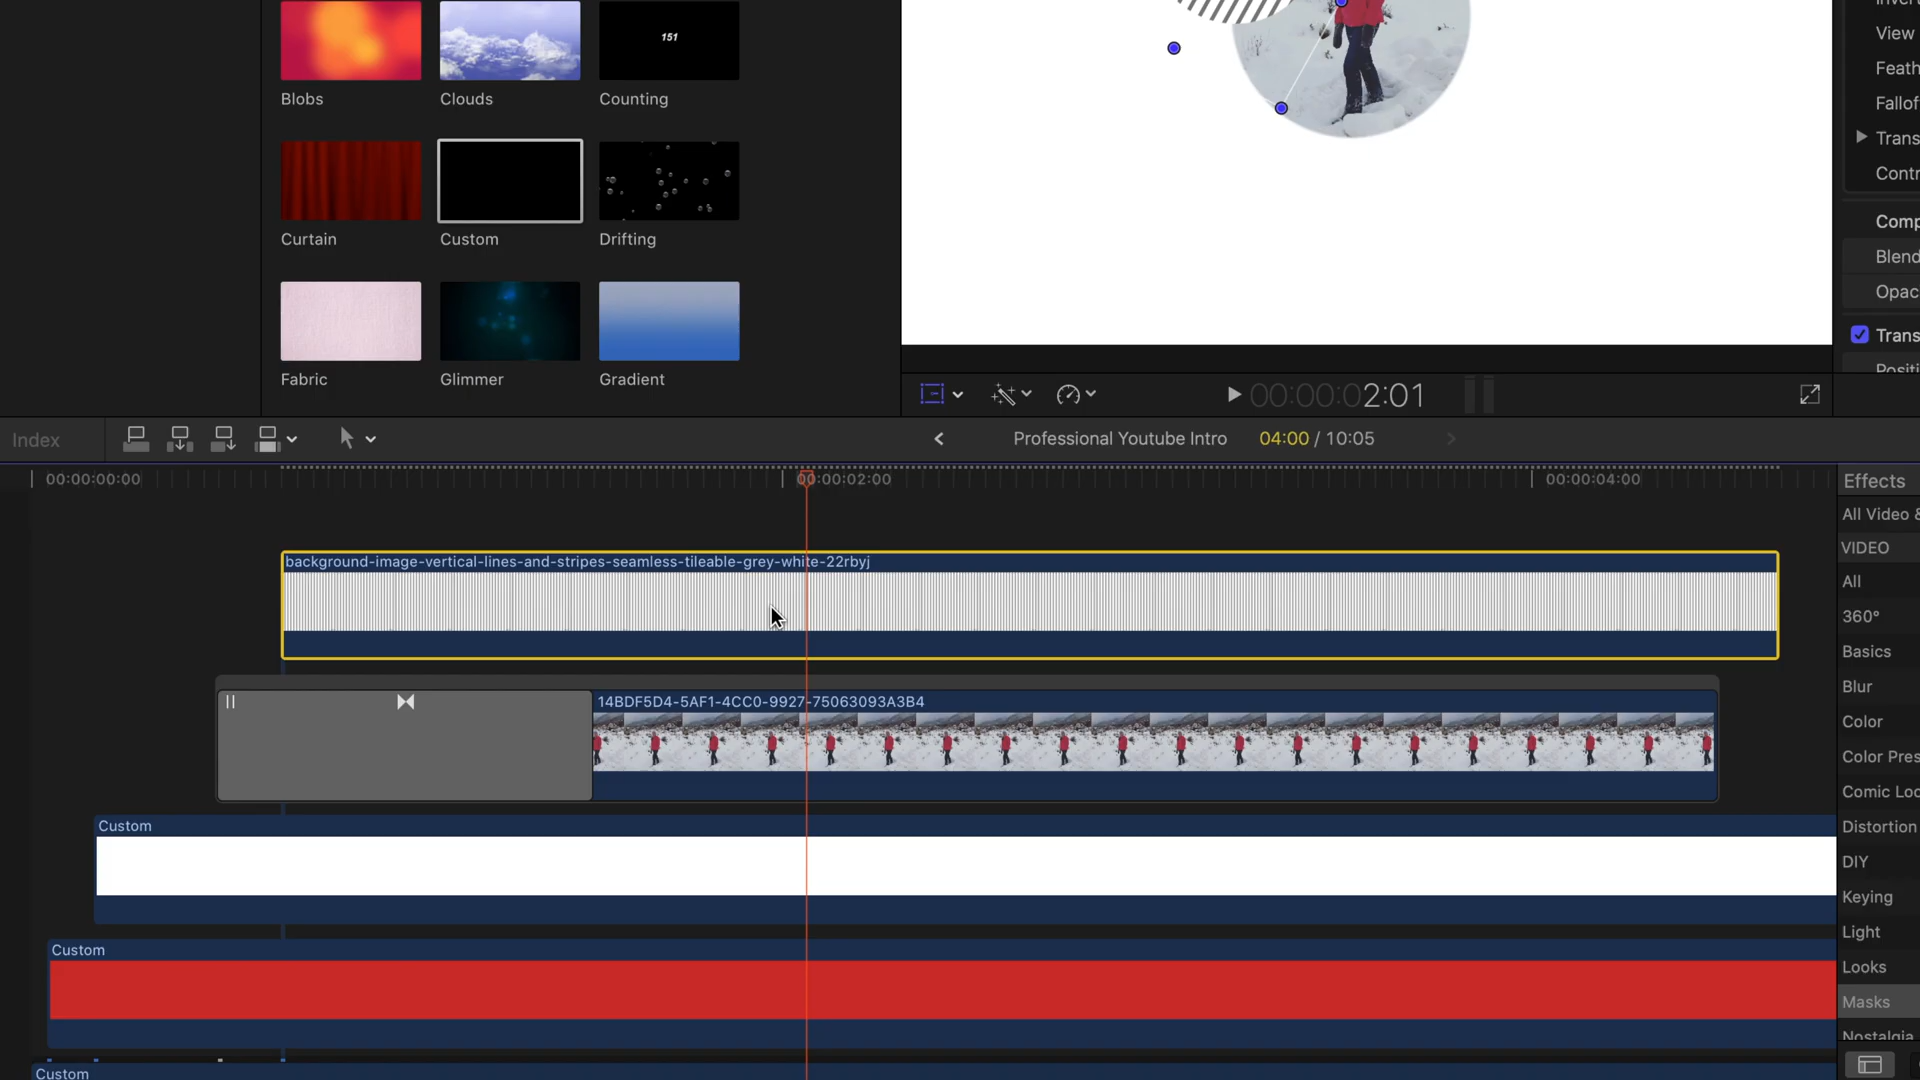 151
Blobs
Clouds
Counting
Curtain
Custom
Drifting
Fabric
Glimmer
Gradient
View
Feath
Fallof
Trans
Contr
Comp
Blend
Opac
Trans
00:00:00:02:01
Index
Professional Youtube Intro
04:00 / 10:05
00:00:00:00
00:00:02:00
00:00:04:00
background-image-vertical-lines-and-stripes-seamless-tileable-grey-white-22rbyj
14BDF5D4-5AF1-4CC0-9927-75063093A3B4
Custom
Custom
Custom
Effects
All Video &
VIDEO
All
360°
Basics
Blur
Color
Color Pres
Comic Loo
Distortion
DIY
Keying
Light
Looks
Masks
Nostalgia